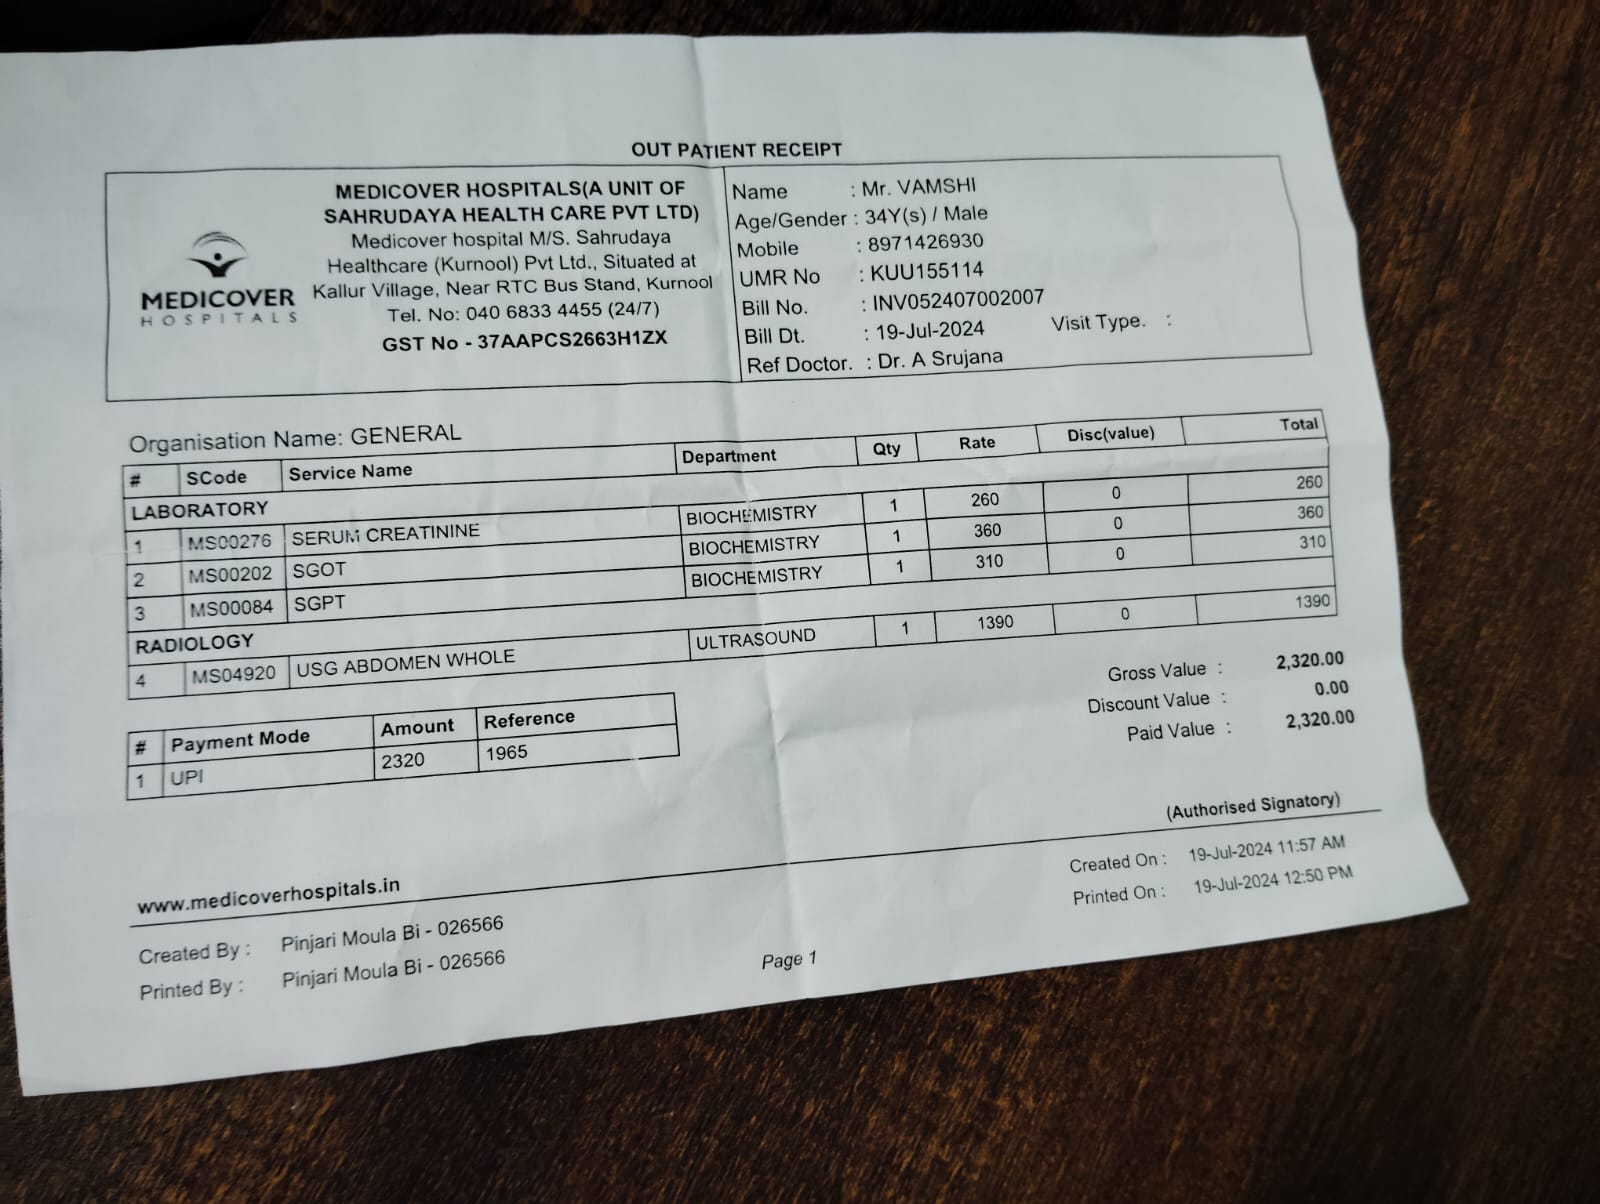 OUT PATIENT RECEIPT
MEDICOVER
HOSPITALS
MEDICOVER HOSPITALS(A UNIT OF
SAHRUDAYA HEALTH CARE PVT LTD)
Medicover hospital M/S. Sahrudaya
Healthcare (Kurnool) Pvt Ltd., Situated at
Kallur Village, Near RTC Bus Stand, Kurnool
Tel. No: 040 6833 4455 (24/7)
GST No - 37AAPCS2663H1ZX
Name : Mr. VAMSHI
Age/Gender : 34Y(s) / Male
Mobile : 8971426930
UMR No : KUU155114
Bill No. : INV052407002007
Bill Dt. : 19-Jul-2024 Visit Type. :
Ref Doctor. : Dr. A Srujana
Organisation Name: GENERAL
# SCode Service Name Department Qty Rate Disc(value) Total
LABORATORY
1 MS00276 SERUM CREATININE BIOCHEMISTRY 1 260 0 260
2 MS00202 SGOT BIOCHEMISTRY 1 360 0 360
3 MS00084 SGPT BIOCHEMISTRY 1 310 0 310
RADIOLOGY
4 MS04920 USG ABDOMEN WHOLE ULTRASOUND 1 1390 0 1390
Gross Value : 2,320.00
Discount Value : 0.00
Paid Value : 2,320.00
# Payment Mode Amount Reference
1 UPI 2320 1965
(Authorised Signatory)
www.medicoverhospitals.in
Created By : Pinjari Moula Bi - 026566
Printed By : Pinjari Moula Bi - 026566
Page 1
Created On : 19-Jul-2024 11:57 AM
Printed On : 19-Jul-2024 12:50 PM